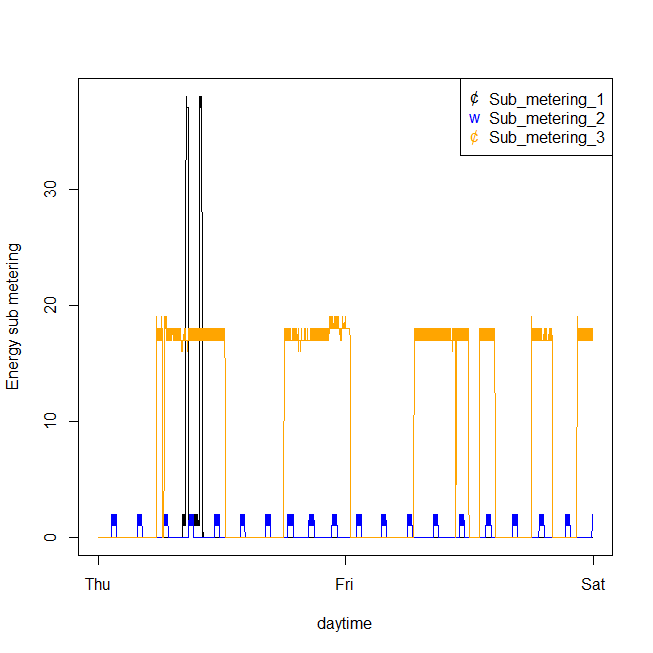 ¢ Sub_metering_1
w Sub_metering_2
¢ Sub_metering_3
Energy sub metering
30
20
10
0
Thu Fri Sat
daytime